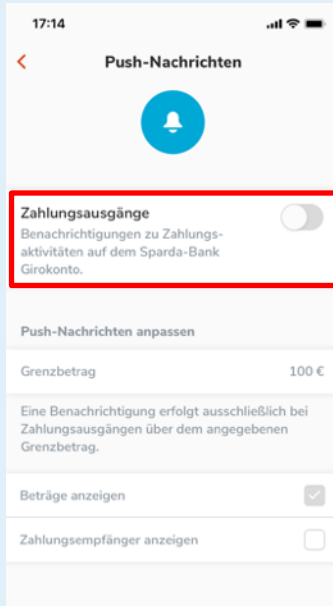 17:14
Push-Nachrichten
Zahlungsausgänge
Benachrichtigungen zu Zahlungs-
aktivitäten auf dem Sparda-Bank
Girokonto.
Push-Nachrichten anpassen
Grenzbetrag 100 €
Eine Benachrichtigung erfolgt ausschließlich bei
Zahlungsausgängen über dem angegebenen
Grenzbetrag.
Beträge anzeigen
Zahlungsempfänger anzeigen